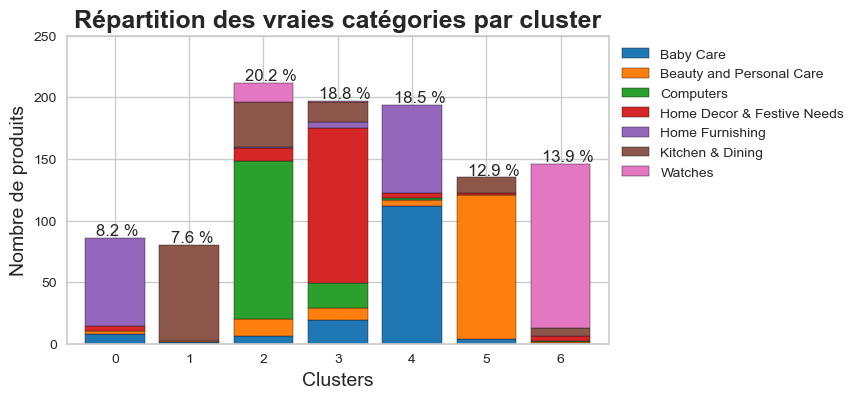 Répartition des vraies catégories par cluster
250
200
150
100
50
0
Nombre de produits
8.2 %
7.6 %
20.2 %
18.8 %
18.5 %
12.9 %
13.9 %
0 1 2 3 4 5 6
Clusters
Baby Care
Beauty and Personal Care
Computers
Home Decor & Festive Needs
Home Furnishing
Kitchen & Dining
Watches